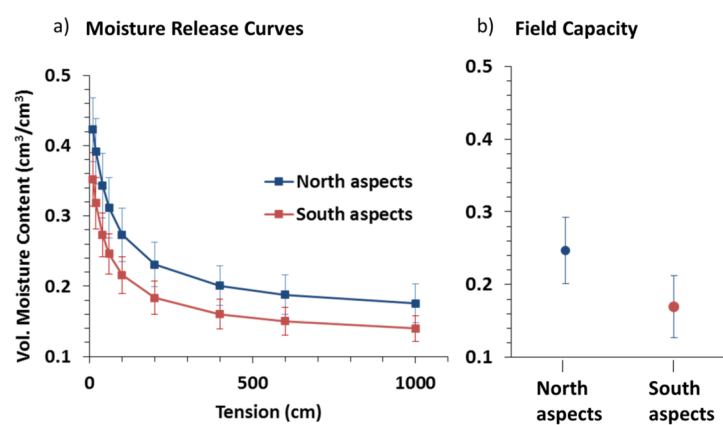 a) Moisture Release Curves
0.5
0.4
0.3
0.2
0.1
Vol. Moisture Content (cm³/cm³)
North aspects
South aspects
0 500 1000
Tension (cm)
b) Field Capacity
0.5
0.4
0.3
0.2
0.1
North aspects
South aspects